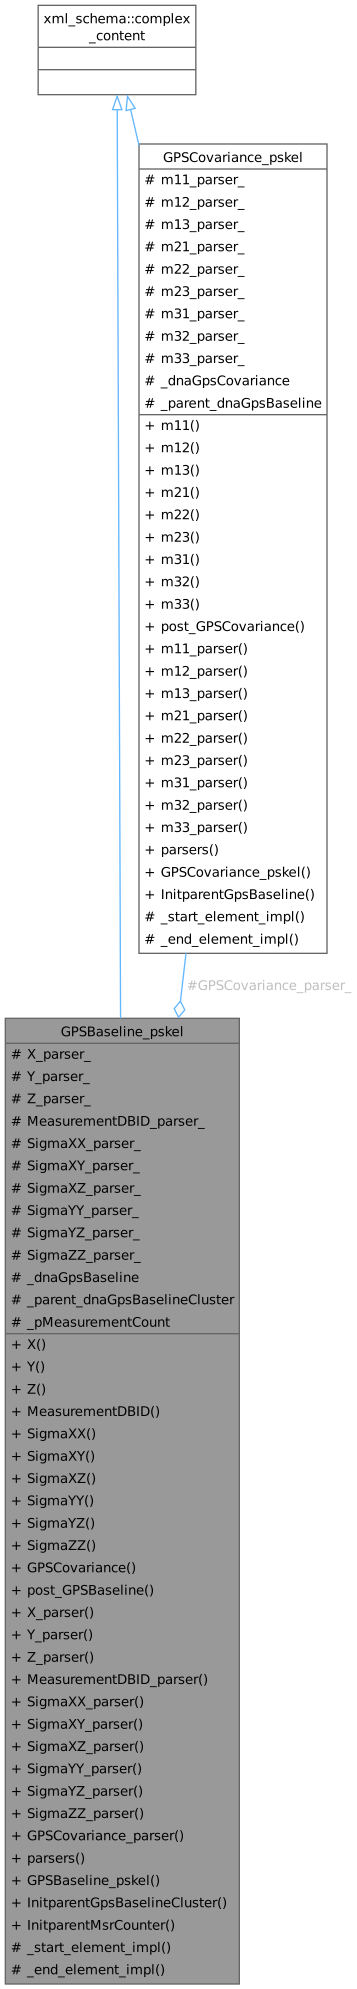 xml_schema::complex
_content
GPSCovariance_pskel
# m11_parser_
# m12_parser_
# m13_parser_
# m21_parser_
# m22_parser_
# m23_parser_
# m31_parser_
# m32_parser_
# m33_parser_
# _dnaGpsCovariance
# _parent_dnaGpsBaseline
+ m11()
+ m12()
+ m13()
+ m21()
+ m22()
+ m23()
+ m31()
+ m32()
+ m33()
+ post_GPSCovariance()
+ m11_parser()
+ m12_parser()
+ m13_parser()
+ m21_parser()
+ m22_parser()
+ m23_parser()
+ m31_parser()
+ m32_parser()
+ m33_parser()
+ parsers()
+ GPSCovariance_pskel()
+ InitparentGpsBaseline()
# _start_element_impl()
# _end_element_impl()
#GPSCovariance_parser_
GPSBaseline_pskel
# X_parser_
# Y_parser_
# Z_parser_
# MeasurementDBID_parser_
# SigmaXX_parser_
# SigmaXY_parser_
# SigmaXZ_parser_
# SigmaYY_parser_
# SigmaYZ_parser_
# SigmaZZ_parser_
# _dnaGpsBaseline
# _parent_dnaGpsBaselineCluster
# _pMeasurementCount
+ X()
+ Y()
+ Z()
+ MeasurementDBID()
+ SigmaXX()
+ SigmaXY()
+ SigmaXZ()
+ SigmaYY()
+ SigmaYZ()
+ SigmaZZ()
+ GPSCovariance()
+ post_GPSBaseline()
+ X_parser()
+ Y_parser()
+ Z_parser()
+ MeasurementDBID_parser()
+ SigmaXX_parser()
+ SigmaXY_parser()
+ SigmaXZ_parser()
+ SigmaYY_parser()
+ SigmaYZ_parser()
+ SigmaZZ_parser()
+ GPSCovariance_parser()
+ parsers()
+ GPSBaseline_pskel()
+ InitparentGpsBaselineCluster()
+ InitparentMsrCounter()
# _start_element_impl()
# _end_element_impl()